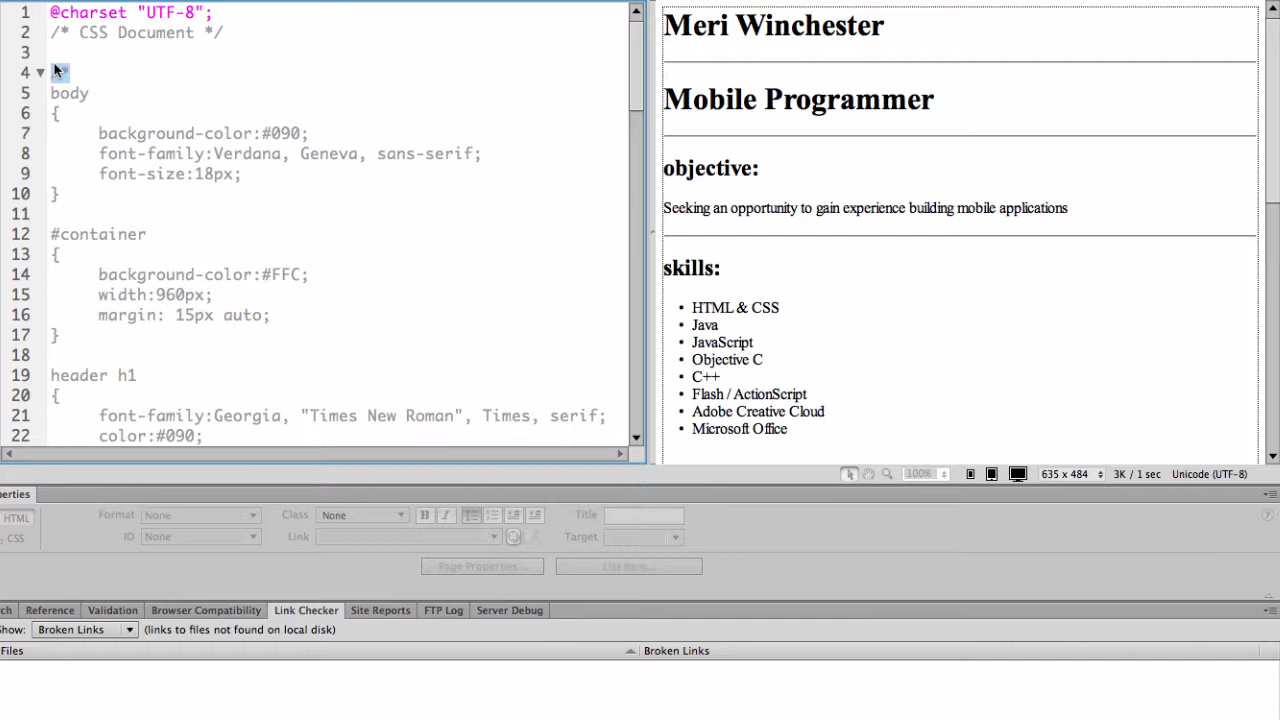 1 @charset "UTF-8";
2 /* CSS Document */
3
4
5 body
6 {
7 background-color:#090;
8 font-family:Verdana, Geneva, sans-serif;
9 font-size:18px;
10 }
11
12 #container
13 {
14 background-color:#FFC;
15 width:960px;
16 margin: 15px auto;
17 }
18
19 header h1
20 {
21 font-family:Georgia, "Times New Roman", Times, serif;
22 color:#090;
Meri Winchester
Mobile Programmer
objective:
Seeking an opportunity to gain experience building mobile applications
skills:
• HTML & CSS
• Java
• JavaScript
• Objective C
• C++
• Flash / ActionScript
• Adobe Creative Cloud
• Microsoft Office
100% 635 x 484 3K / 1 sec Unicode (UTF-8)
perties
HTML Format None Class None B I Title
CSS ID None Link Target
Page Properties... List Item...
rch Reference Validation Browser Compatibility Link Checker Site Reports FTP Log Server Debug
Show: Broken Links (links to files not found on local disk)
Files Broken Links